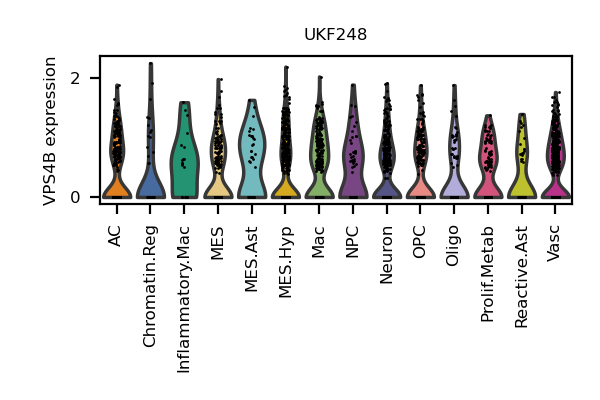 UKF248
VPS4B expression
2
0
AC
Chromatin.Reg
Inflammatory.Mac
MES
MES.Ast
MES.Hyp
Mac
NPC
Neuron
OPC
Oligo
Prolif.Metab
Reactive.Ast
Vasc